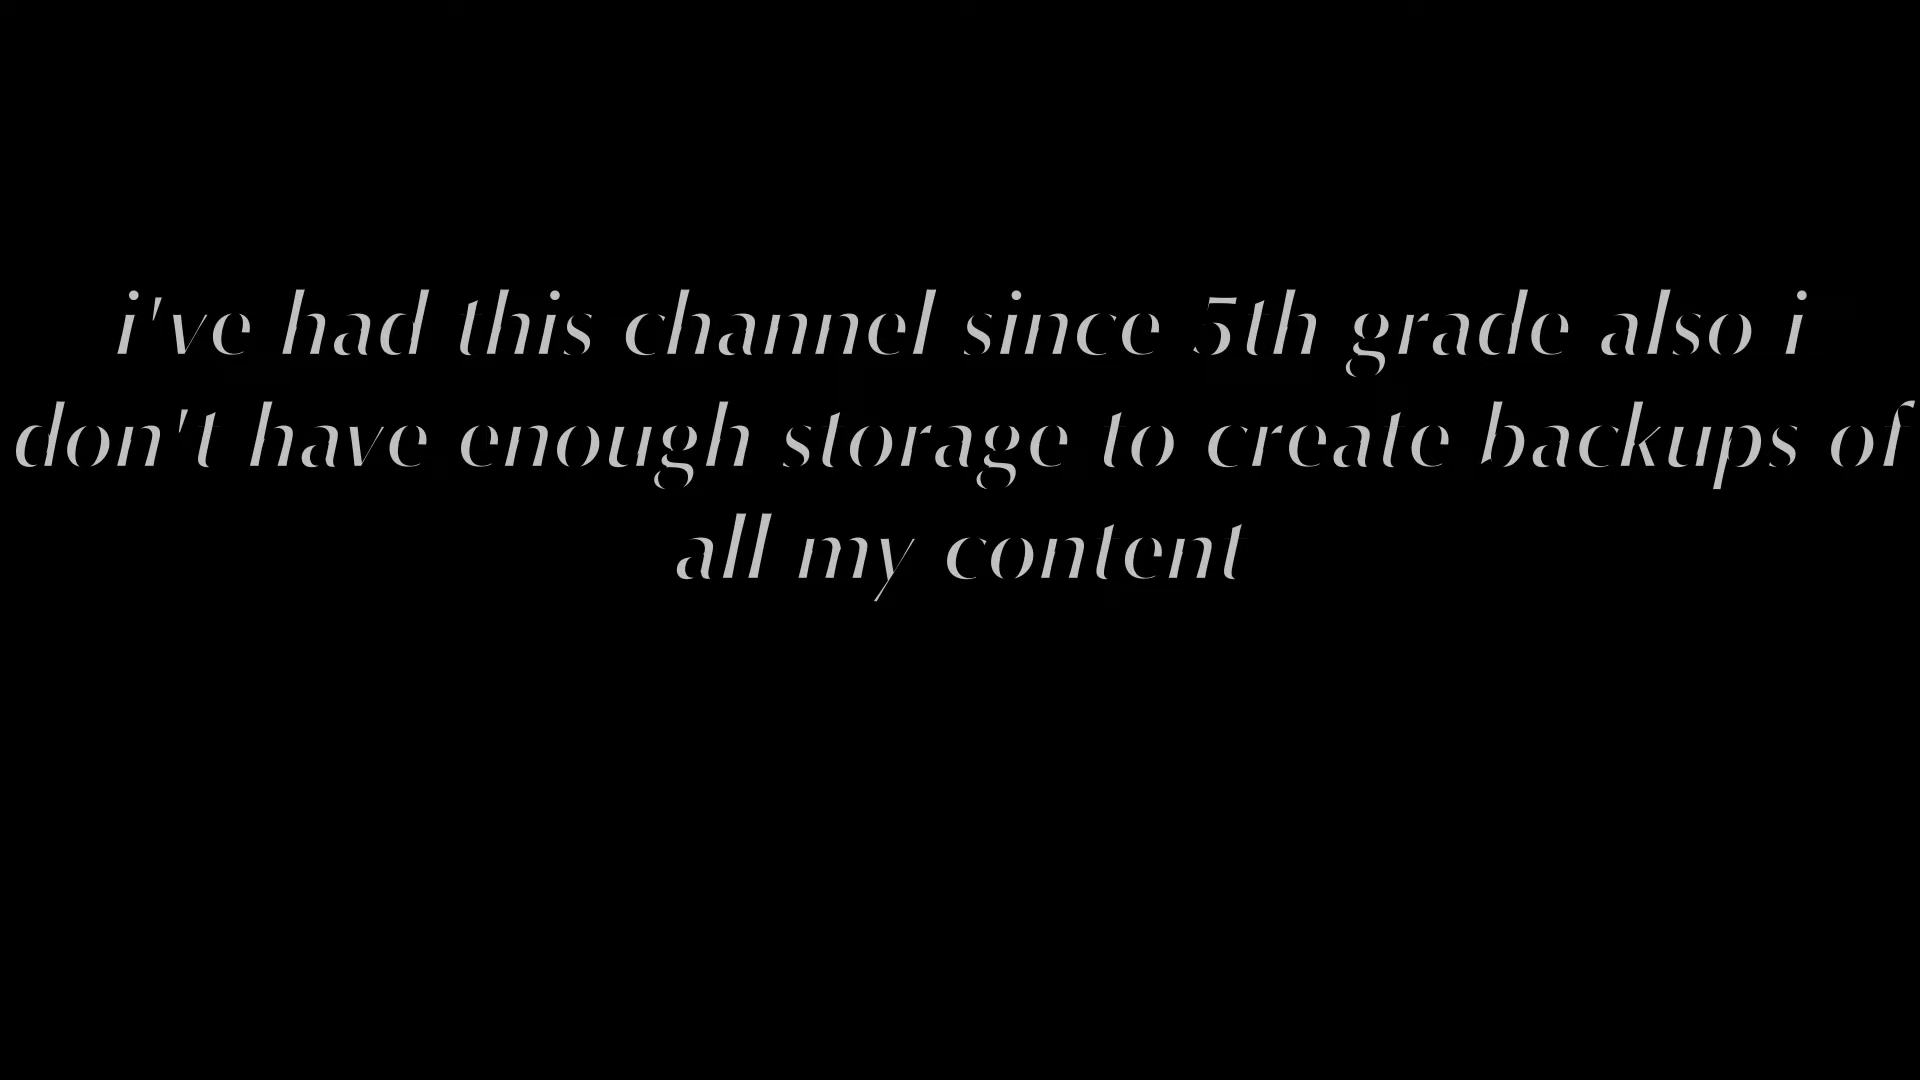 i've had this channel since 5th grade also i
don't have enough storage to create backups of
all my content